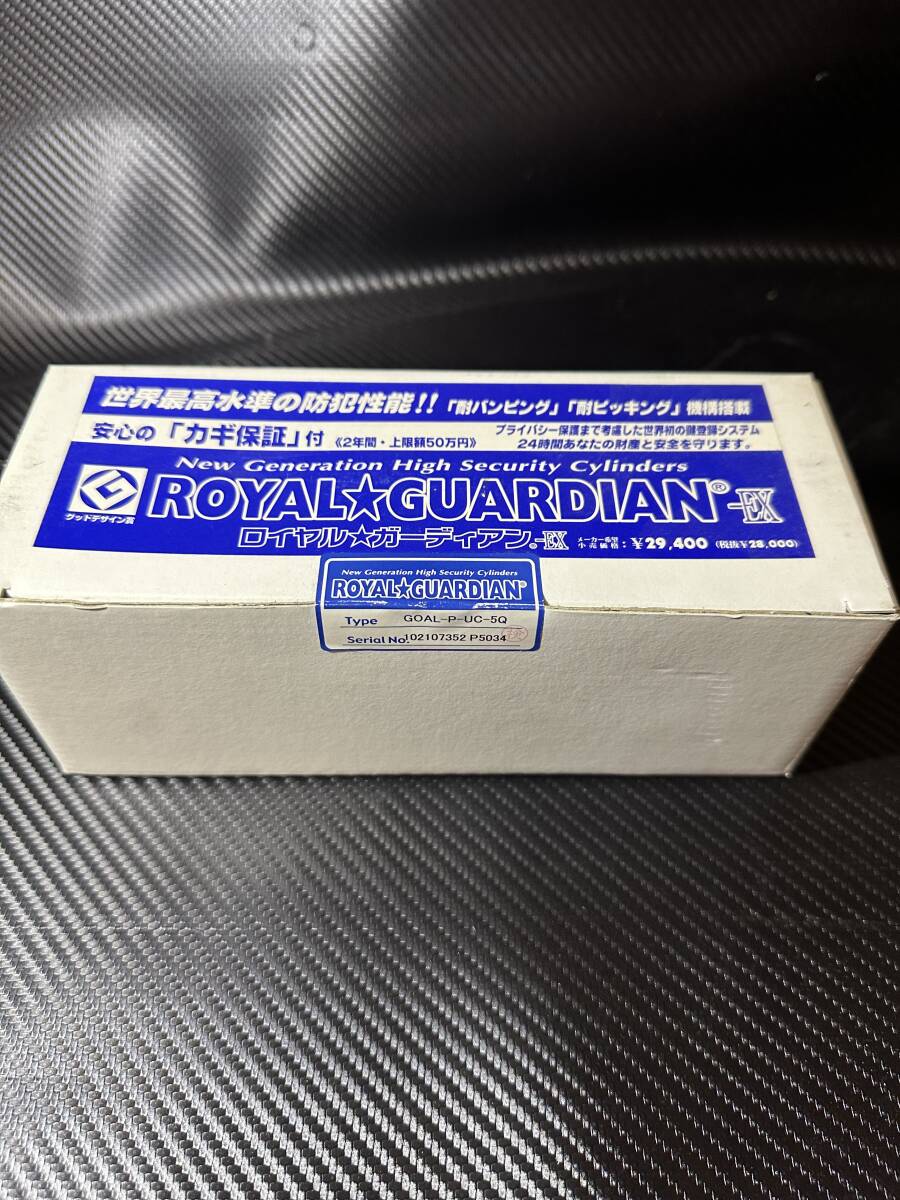 世界最高水準の防犯性能!! 「耐バンピング」「耐ピッキング」機構搭載
安心の「カギ保証」付 《2年間・上限額50万円》
プライバシー保護まで考慮した世界初の鍵登録システム
24時間あなたの財産と安全を守ります。
New Generation High Security Cylinders
グッドデザイン賞
ROYAL★GUARDIAN®-EX
ロイヤル★ガーディアン®-EX
メーカー希望
小売価格 : ¥29,400 (税抜¥28,000)
New Generation High Security Cylinders
ROYAL★GUARDIAN®
Type GOAL-P-UC-5Q
Serial No. 102107352 P5034